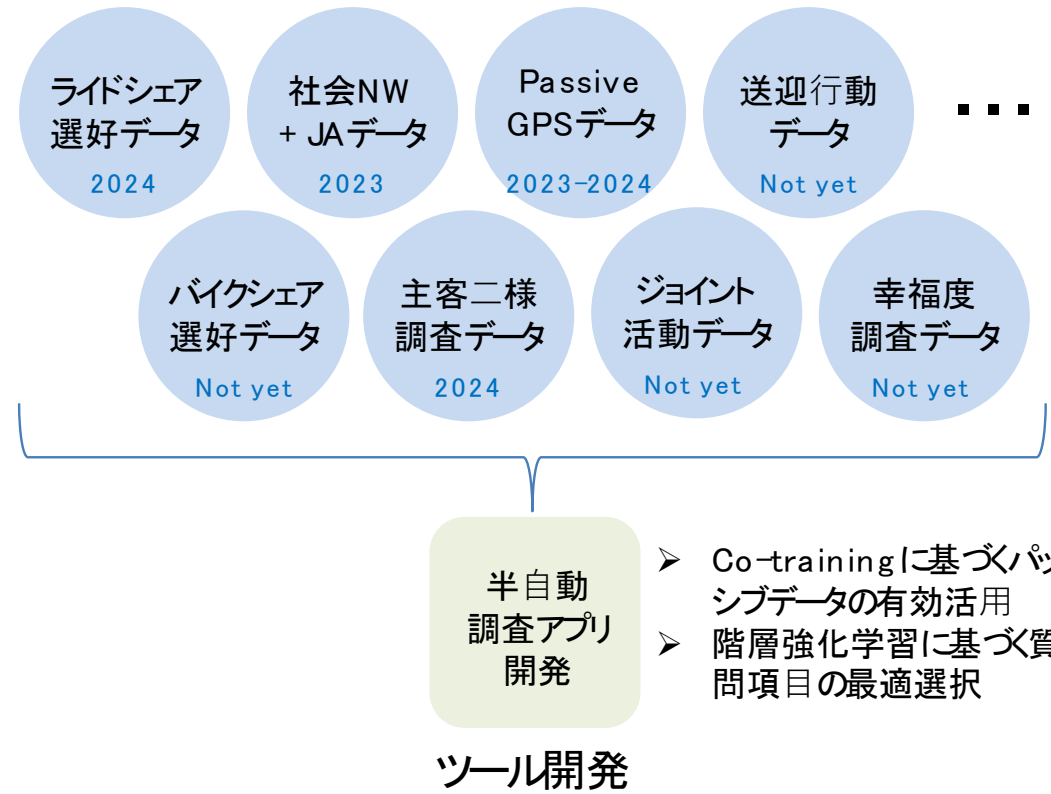 ライドシェア
選好データ
2024
社会NW
+ JAデータ
2023
Passive
GPSデータ
2023-2024
送迎行動
データ
Not yet
・・・
バイクシェア
選好データ
Not yet
主客二様
調査データ
2024
ジョイント
活動データ
Not yet
幸福度
調査データ
Not yet
半自動
調査アプリ
開発
➢ Co-trainingに基づくパッ
シブデータの有効活用
➢ 階層強化学習に基づく質
問項目の最適選択
ツール開発